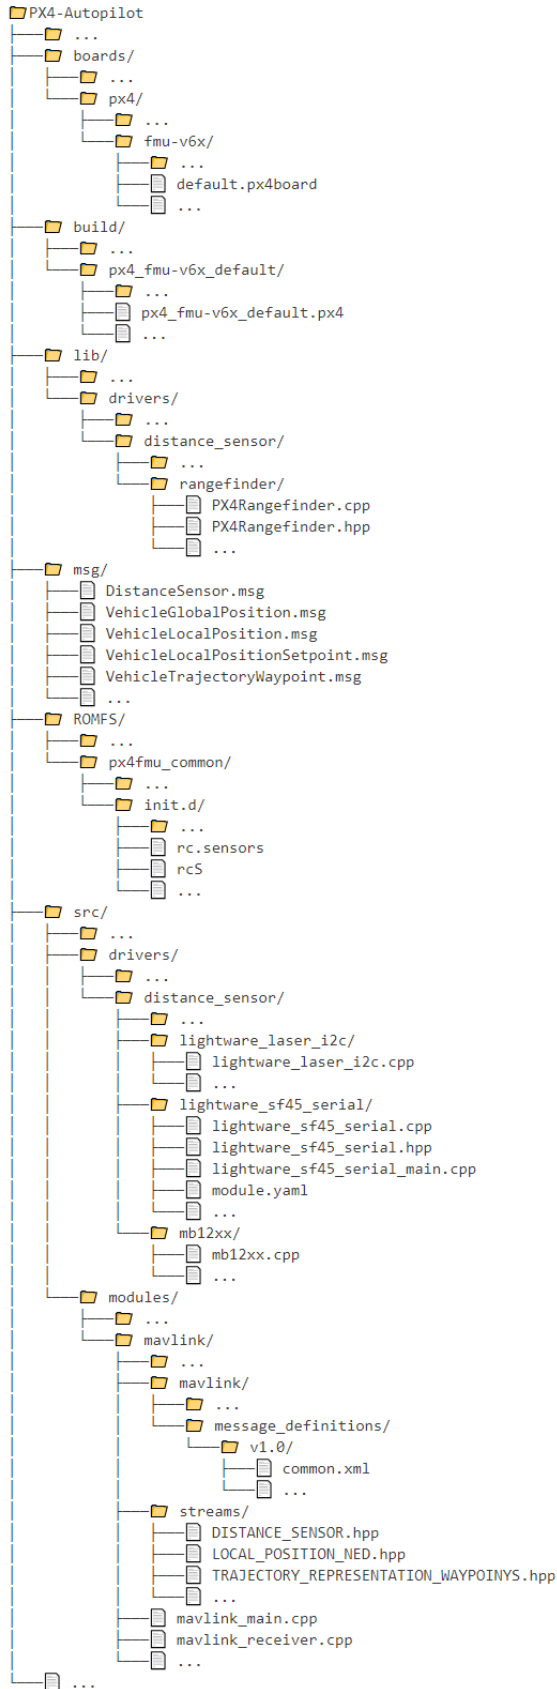 PX4-Autopilot
...
boards/
...
px4/
...
fmu-v6x/
...
default.px4board
...
build/
...
px4_fmu-v6x_default/
...
px4_fmu-v6x_default.px4
...
lib/
...
drivers/
...
distance_sensor/
...
rangefinder/
PX4Rangefinder.cpp
PX4Rangefinder.hpp
...
msg/
DistanceSensor.msg
VehicleGlobalPosition.msg
VehicleLocalPosition.msg
VehicleLocalPositionSetpoint.msg
VehicleTrajectoryWaypoint.msg
...
ROMFS/
...
px4fmu_common/
...
init.d/
...
rc.sensors
rcS
...
src/
...
drivers/
...
distance_sensor/
...
lightware_laser_i2c/
lightware_laser_i2c.cpp
...
lightware_sf45_serial/
lightware_sf45_serial.cpp
lightware_sf45_serial.hpp
lightware_sf45_serial_main.cpp
module.yaml
...
mb12xx/
mb12xx.cpp
...
modules/
...
mavlink/
...
mavlink/
...
message_definitions/
v1.0/
common.xml
...
streams/
DISTANCE_SENSOR.hpp
LOCAL_POSITION_NED.hpp
TRAJECTORY_REPRESENTATION_WAYPOINYS.hpp
...
mavlink_main.cpp
mavlink_receiver.cpp
...
...